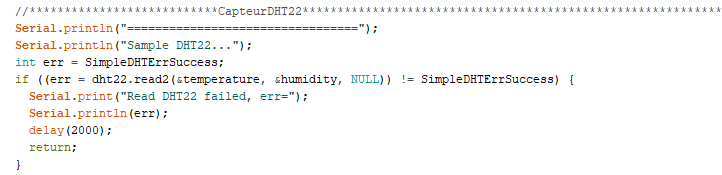 //***************************CapteurDHT22************************************************************
Serial.println("=================================");
Serial.println("Sample DHT22...");
int err = SimpleDHTErrSuccess;
if ((err = dht22.read2(&temperature, &humidity, NULL)) != SimpleDHTErrSuccess) {
Serial.print("Read DHT22 failed, err=");
Serial.println(err);
delay(2000);
return;
}